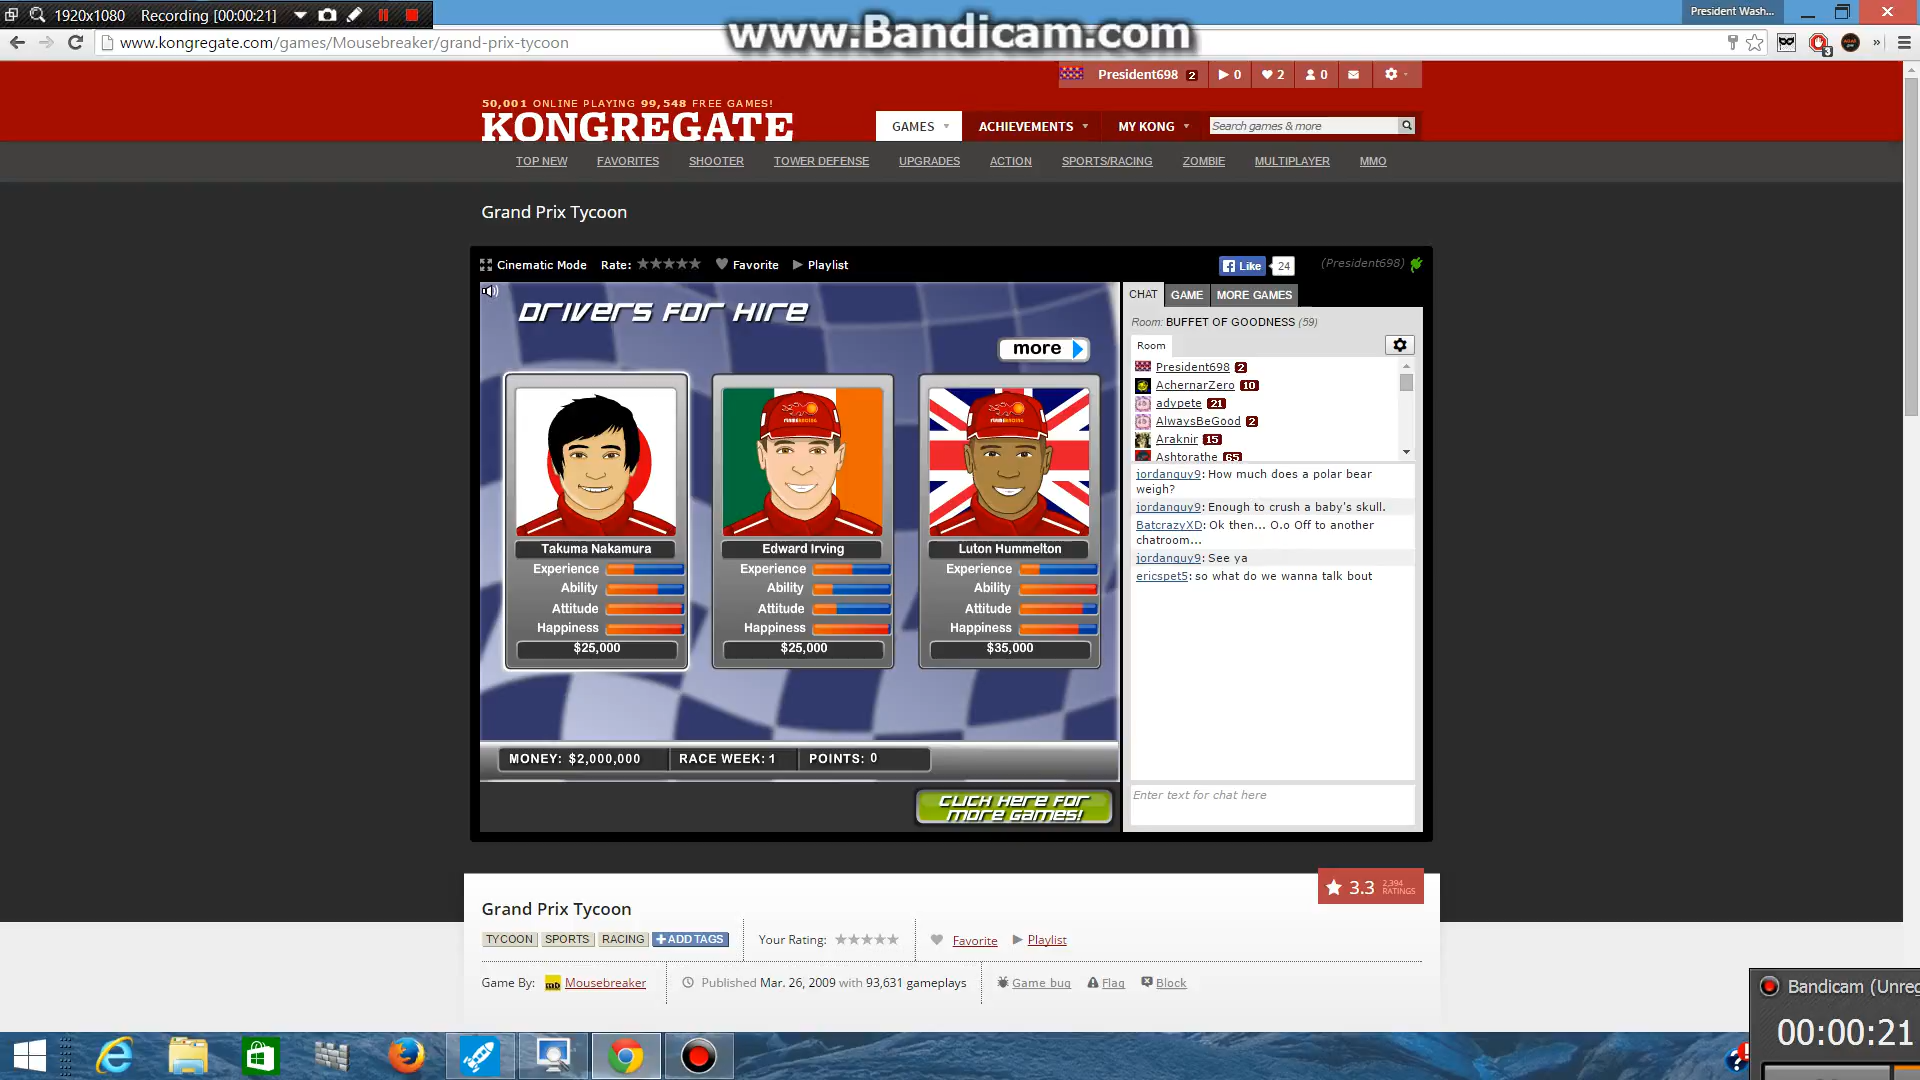 1920x1080 Recording [00:00:21]
www.Bandicam.com
President Wash...
www.kongregate.com/games/Mousebreaker/grand-prix-tycoon
3
President698 2 0 2 0
50,001 ONLINE PLAYING 99,548 FREE GAMES!
KONGREGATE
GAMES ACHIEVEMENTS MY KONG Search games & more
TOP NEW FAVORITES SHOOTER TOWER DEFENSE UPGRADES ACTION SPORTS/RACING ZOMBIE MULTIPLAYER MMO
Grand Prix Tycoon
Cinematic Mode Rate: Favorite Playlist Like 24 (President698)
DRIVERS FOR HIRE
more
Takuma Nakamura
Experience
Ability
Attitude
Happiness
$25,000
Edward Irving
Experience
Ability
Attitude
Happiness
$25,000
Luton Hummelton
Experience
Ability
Attitude
Happiness
$35,000
MONEY: $2,000,000 RACE WEEK: 1 POINTS: 0
CLICK HERE FOR
MORE GAMES!
CHAT GAME MORE GAMES
Room: BUFFET OF GOODNESS (59)
Room
President698 2
AchernarZero 10
adypete 21
AlwaysBeGood 2
Araknir 15
Ashtorathe 65
jordanguy9: How much does a polar bear
weigh?
jordanguy9: Enough to crush a baby's skull.
BatcrazyXD: Ok then... O.o Off to another
chatroom...
jordanguy9: See ya
ericspet5: so what do we wanna talk bout
Enter text for chat here
3.3 2,394 RATINGS
Grand Prix Tycoon
TYCOON SPORTS RACING +ADD TAGS Your Rating: Favorite Playlist
Game By: mb Mousebreaker Published Mar. 26, 2009 with 93,631 gameplays Game bug Flag Block
Bandicam (Unreg
00:00:21